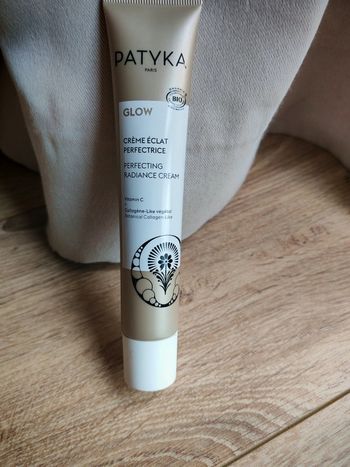 PATYKA
PARIS
BIO
GLOW
CRÈME ÉCLAT
PERFECTRICE
PERFECTING
RADIANCE CREAM
Vitamin C
Collagène-Like végétal
Botanical Collagen-Like